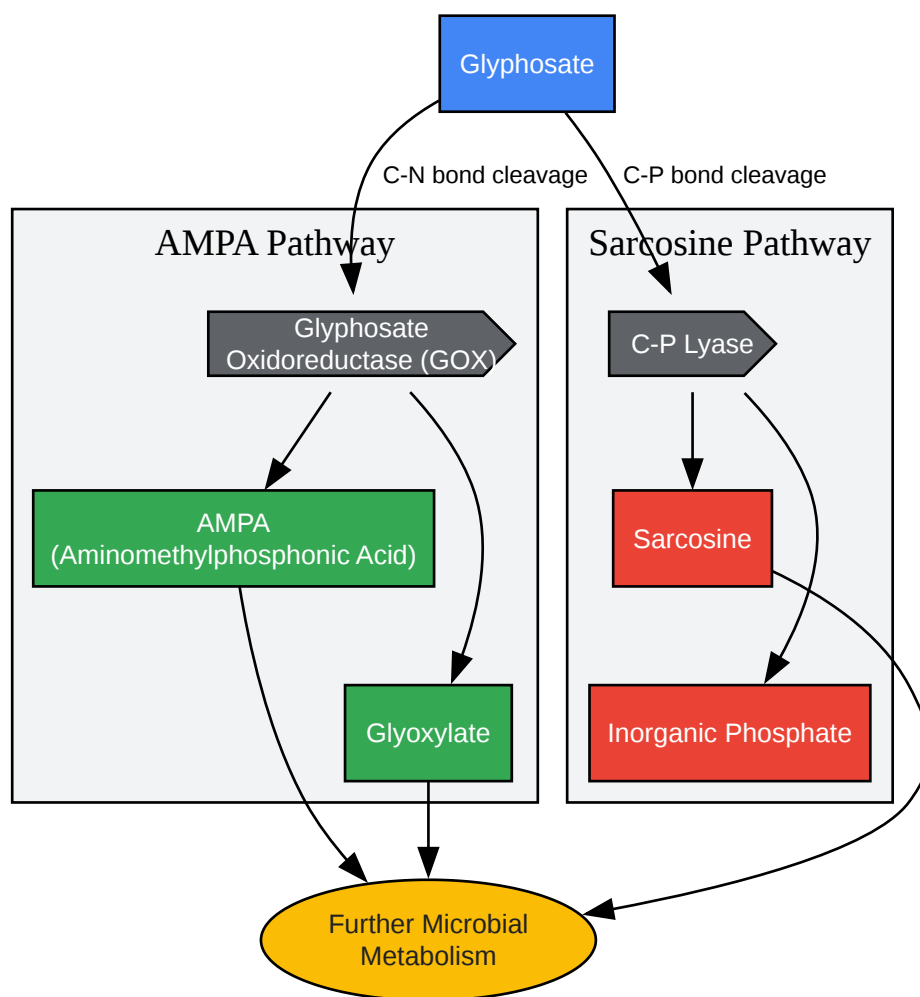 Glyphosate
C-N bond cleavage
C-P bond cleavage
AMPA Pathway
Sarcosine Pathway
Glyphosate
Oxidoreductase (GOX)
C-P Lyase
AMPA
(Aminomethylphosphonic Acid)
Sarcosine
Glyoxylate
Inorganic Phosphate
Further Microbial
Metabolism